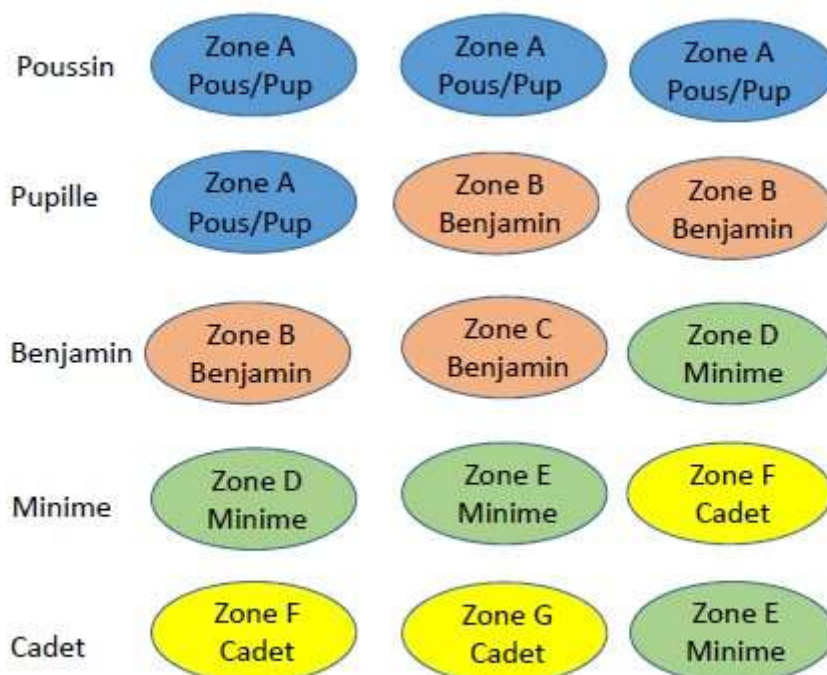 Poussin
Zone A
Pous/Pup
Zone A
Pous/Pup
Zone A
Pous/Pup
Pupille
Zone A
Pous/Pup
Zone B
Benjamin
Zone B
Benjamin
Benjamin
Zone B
Benjamin
Zone C
Benjamin
Zone D
Minime
Minime
Zone D
Minime
Zone E
Minime
Zone F
Cadet
Cadet
Zone F
Cadet
Zone G
Cadet
Zone E
Minime